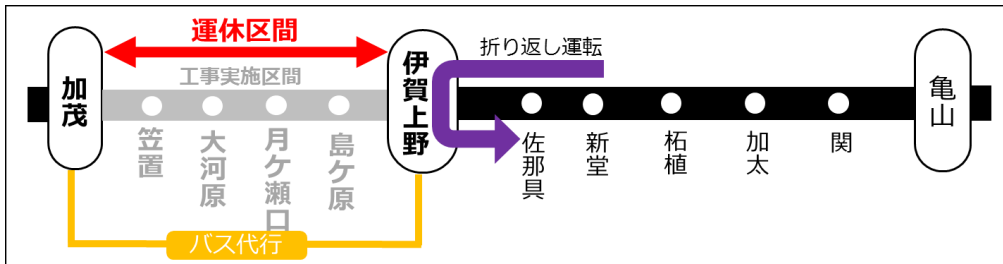 運休区間
折り返し運転
工事実施区間
加茂
笠置
大河原
月ケ瀬口
島ケ原
伊賀上野
佐那具
新堂
柘植
加太
関
亀山
バス代行